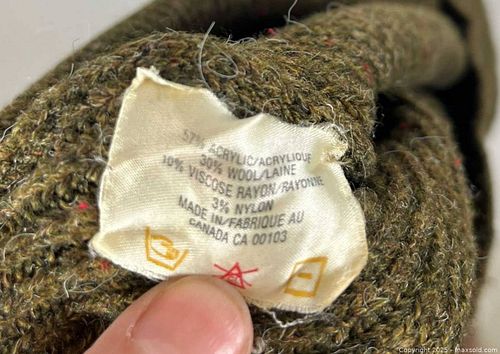 57% ACRYLIC/ACRYLIQUE
30% WOOL/LAINE
10% VISCOSE RAYON/RAYONNE
3% NYLON
MADE IN/FABRIQUE AU
CANADA CA 00103
Copyright 2025 - maxsold.com